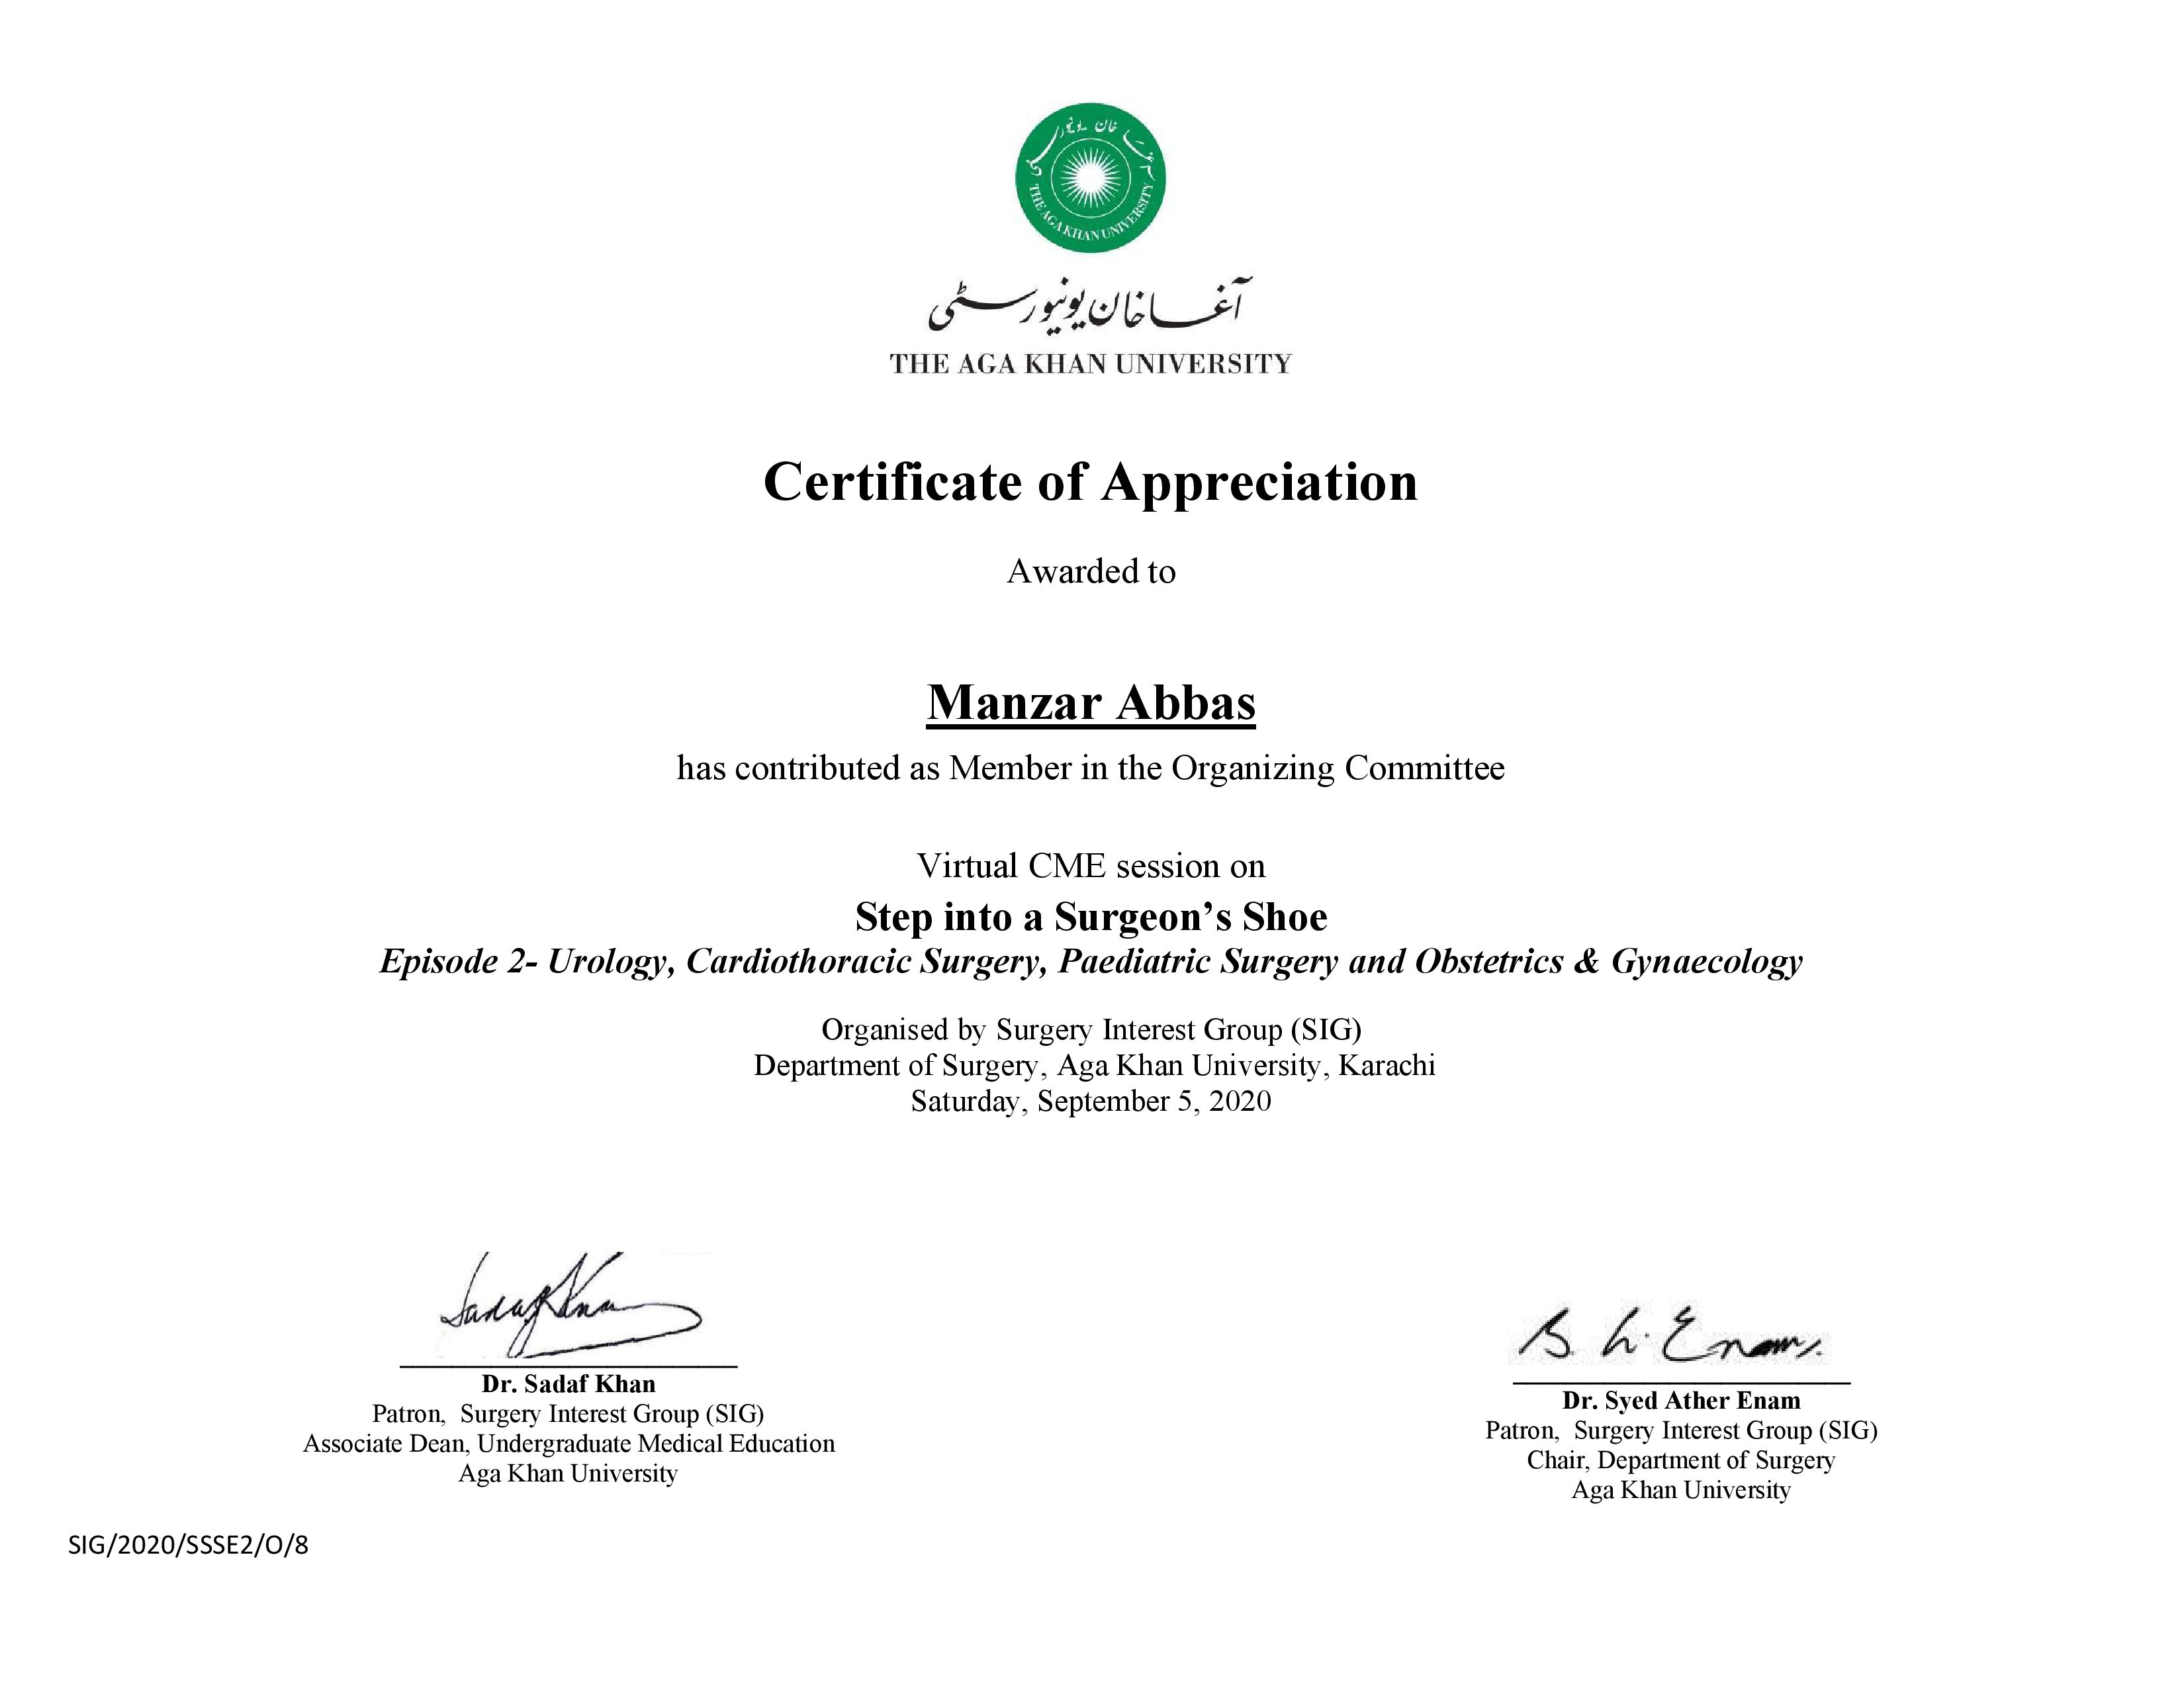 آغا خان یونیورسٹی
THE AGA KHAN UNIVERSITY
آغا خان یونیورسٹی
THE AGA KHAN UNIVERSITY
Certificate of Appreciation
Awarded to
Manzar Abbas
has contributed as Member in the Organizing Committee
Virtual CME session on
Step into a Surgeon’s Shoe
Episode 2- Urology, Cardiothoracic Surgery, Paediatric Surgery and Obstetrics & Gynaecology
Organised by Surgery Interest Group (SIG)
Department of Surgery, Aga Khan University, Karachi
Saturday, September 5, 2020
Sadaf Khan
Dr. Sadaf Khan
Patron, Surgery Interest Group (SIG)
Associate Dean, Undergraduate Medical Education
Aga Khan University
Enam
Dr. Syed Ather Enam
Patron, Surgery Interest Group (SIG)
Chair, Department of Surgery
Aga Khan University
SIG/2020/SSSE2/O/8